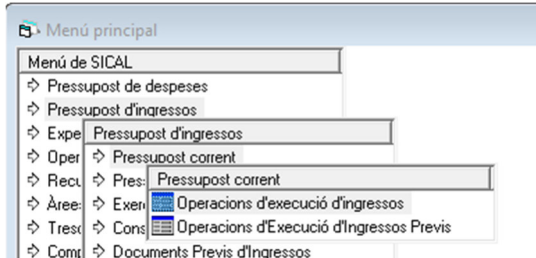 Menú principal
Menú de SICAL
Pressupost de despeses
Pressupost d'ingressos
Pressupost d'ingressos
Pressupost corrent
Pressupost corrent
Operacions d'execució d'ingressos
Operacions d'Execució d'Ingressos Previs
Documents Previs d'Ingressos